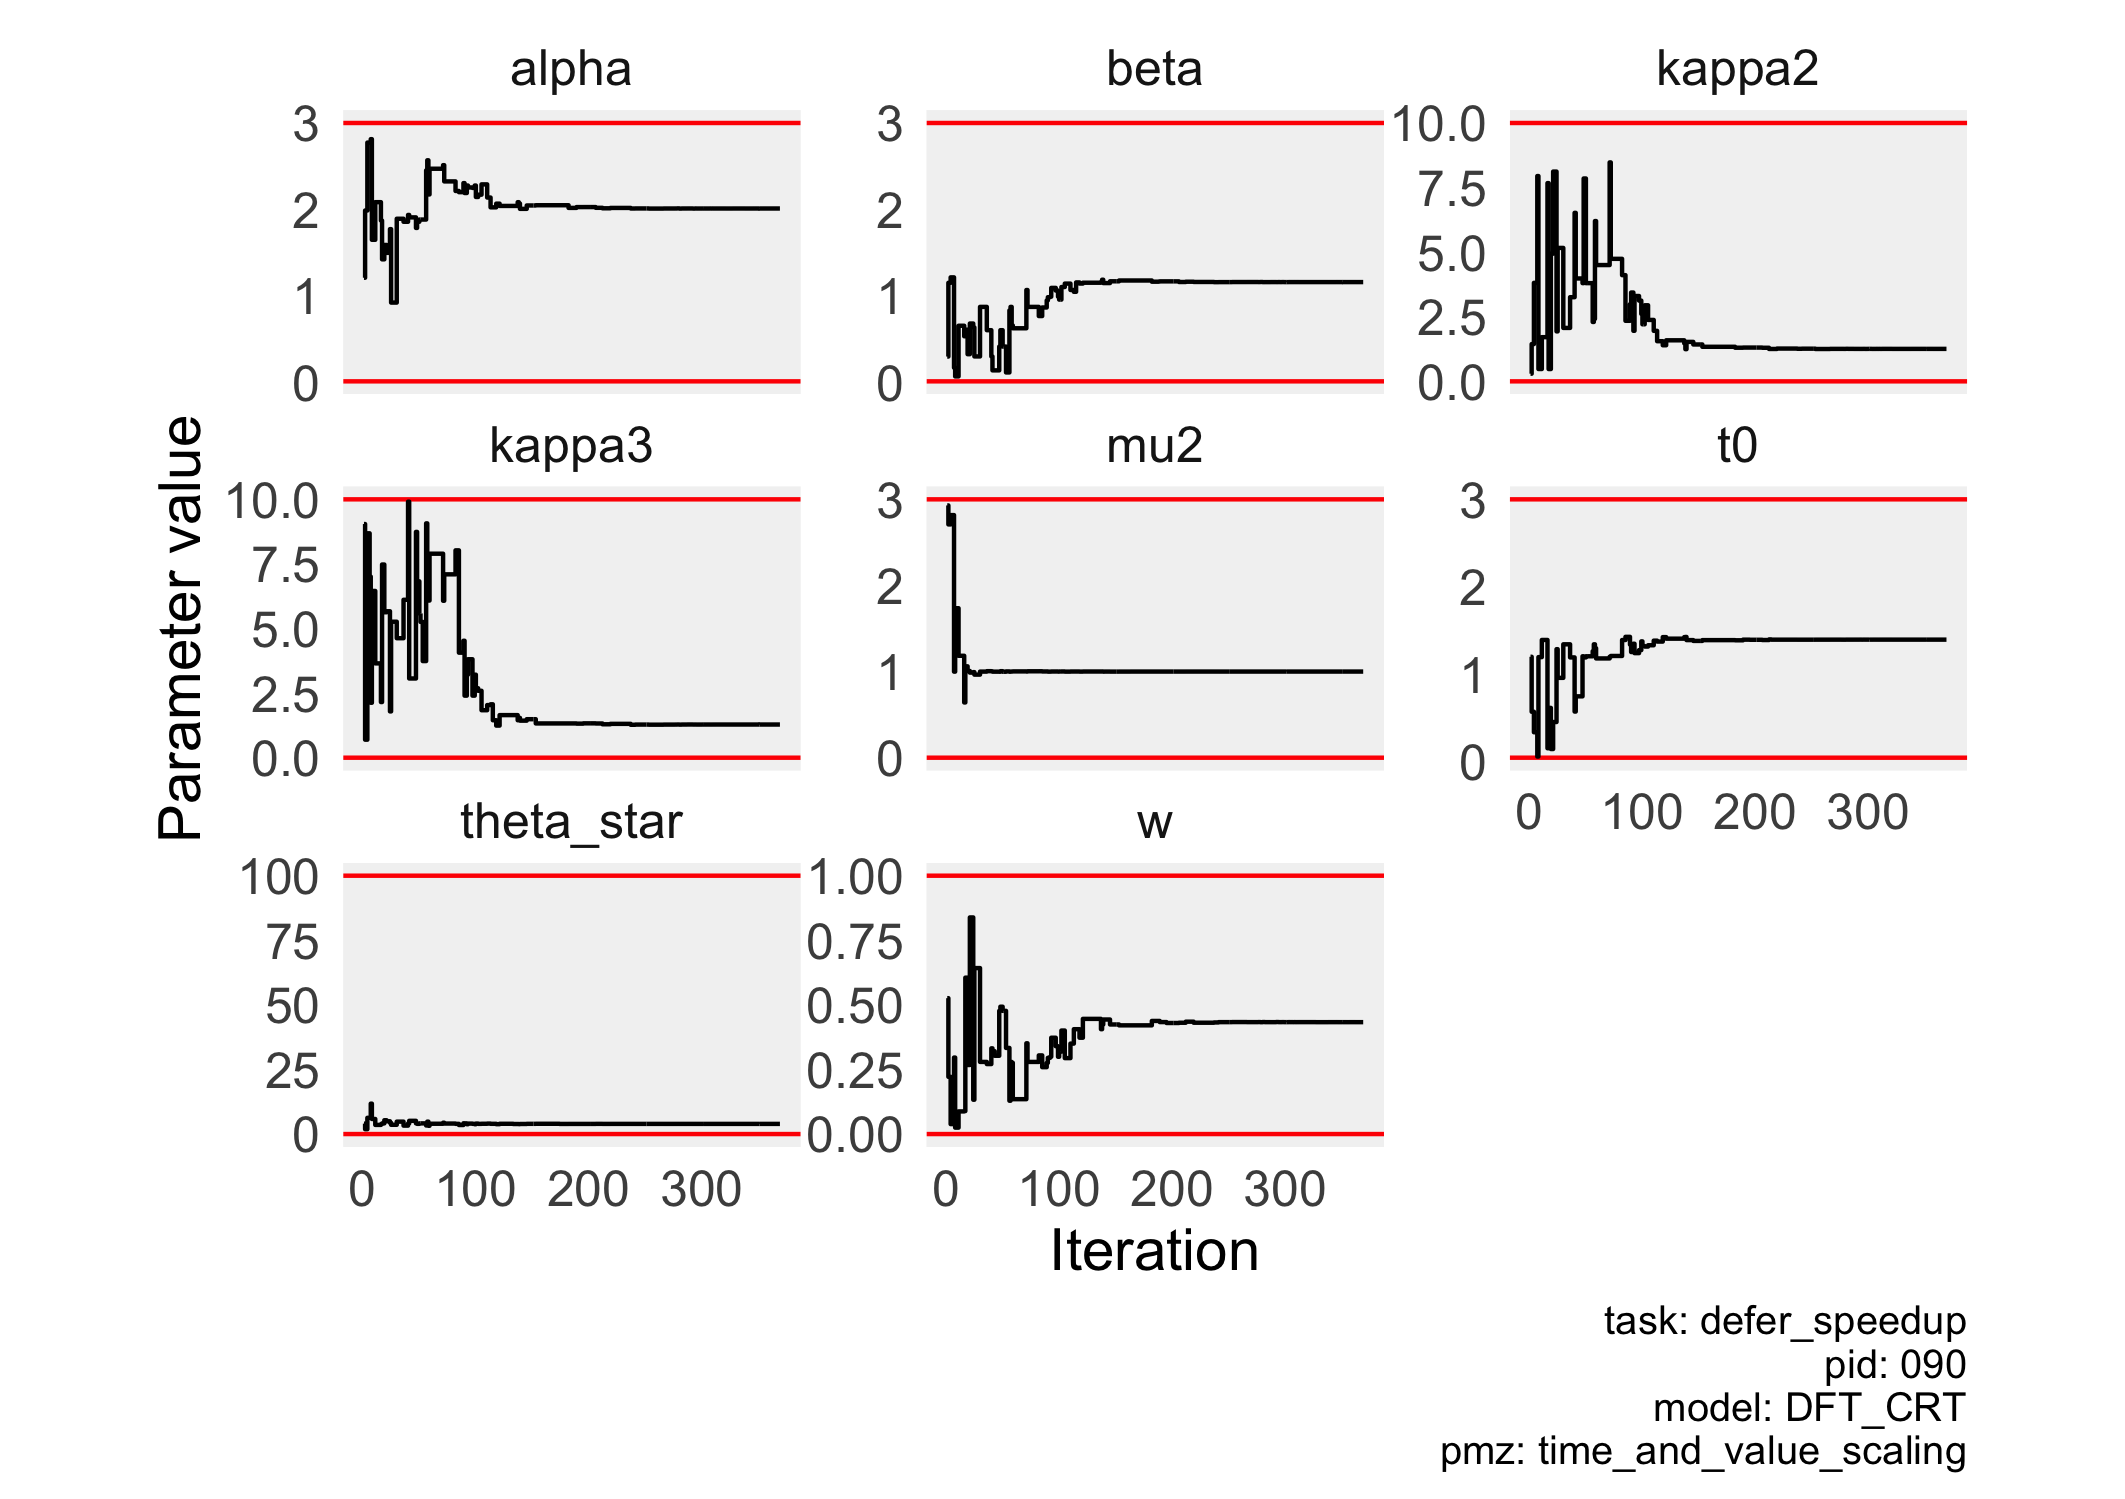 alpha
beta
kappa2
3
2
1
0
3
2
1
0
10.0
7.5
5.0
2.5
0.0
kappa3
mu2
t0
10.0
7.5
5.0
2.5
0.0
3
2
1
0
3
2
1
0
0 100 200 300
theta_star
w
100
75
50
25
0
1.00
0.75
0.50
0.25
0.00
0 100 200 300
0 100 200 300
Parameter value
Iteration
task: defer_speedup
pid: 090
model: DFT_CRT
pmz: time_and_value_scaling